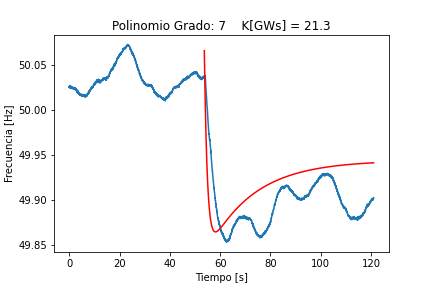 Polinomio Grado: 7    K[GWs] = 21.3
Frecuencia [Hz]
50.05
50.00
49.95
49.90
49.85
0 20 40 60 80 100 120
Tiempo [s]